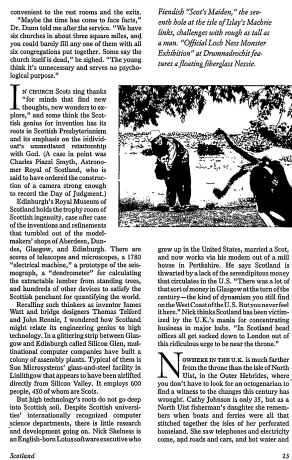 convenient to the rest rooms and the exits.
"Maybe the time has come to face facts,"
Dr. Dunn told me after the service. "We have
six churches in about three square miles, and
you could barely fill any one of them with all
six congregations put together. Some say the
church itself is dead," he sighed. "The young
think it's unnecessary and serves no psycho-
logical purpose."
IN CHURCH Scots sing thanks
"for minds that find new
thoughts, new wonders to ex-
plore," and some think the Scot-
tish genius for invention has its
roots in Scottish Presbyterianism
and its emphasis on the individ-
ual's unmediated relationship
with God. (A case in point was
Charles Piazzi Smyth, Astrono-
mer Royal of Scotland, who is
said to have ordered the construc-
tion of a camera strong enough
to record the Day of Judgment.)
Edinburgh's Royal Museum of
Scotland holds the trophy room of
Scottish ingenuity, case after case
of the inventions and refinements
that tumbled out of the model-
makers' shops of Aberdeen, Dun-
dee, Glasgow, and Edinburgh. There are
scores of telescopes and microscopes, a 1780
"electrical machine," a prototype of the seis-
mograph, a "dendrometer" for calculating
the extractable lumber from standing trees,
and hundreds of other devices to satisfy the
Scottish penchant for quantifying the world.
Recalling such thinkers as inventor James
Watt and bridge designers Thomas Telford
and John Rennie, I wondered how Scotland
might relate its engineering genius to high
technology. In a glittering strip between Glas-
gow and Edinburgh called Silicon Glen, mul-
tinational computer companies have built a
colony of assembly plants. Typical of them is
Sun Microsystems' glass-and-steel facility in
Linlithgow that appears to have been airlifted
directly from Silicon Valley. It employs 600
people, 450 of whom are Scots.
But high technology's roots do not go deep
into Scottish soil. Despite Scottish universi-
ties' internationally recognized computer
science departments, there is little research
and development going on. Nick Skelens is
an English-born Lotus software executive who
Fiendish "Scot's Maiden," the sev-
enth hole at the tile of Islay's Machrie
links, challenges with rough as tall as
a man. "Official Loch Ness Monster
Exhibition" at Drumnadrochit fea-
tures a floating fiberglass Nessie.
grew up in the United States, married a Scot,
and now works via his modem out of a mill
house in Perthshire. He says Scotland is
thwarted by a lack of the serendipitous money
that circulates in the U.S. "There was a lot of
that sort of money in Glasgow at the turn of the
century—the kind of dynamism you still find
on the West Coast of the U.S. But you never feel
it here." Nick thinks Scotland has been victim-
ized by the U.K.'s mania for concentrating
business in major hubs. "In Scotland head
offices all get sucked down to London out of
this ridiculous urge to be near the throne."
NOWHERE IN THE U.K. is much farther
from the throne than the isle of North
Uist, in the Outer Hebrides, where
you don't have to look for an octogenarian to
find a witness to the changes this century has
wrought. Cathy Johnson is only 35, but as a
North Uist fisherman's daughter she remem-
bers when boats and ferries were all that
stitched together the isles of her peripheral
homeland. She saw telephones and electricity
come, and roads and cars, and hot water and
Scotland
23